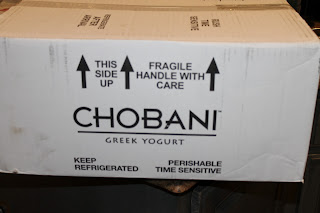 THIS SIDE UP
FRAGILE HANDLE WITH CARE
CHOBANI
GREEK YOGURT
KEEP REFRIGERATED
PERISHABLE TIME SENSITIVE